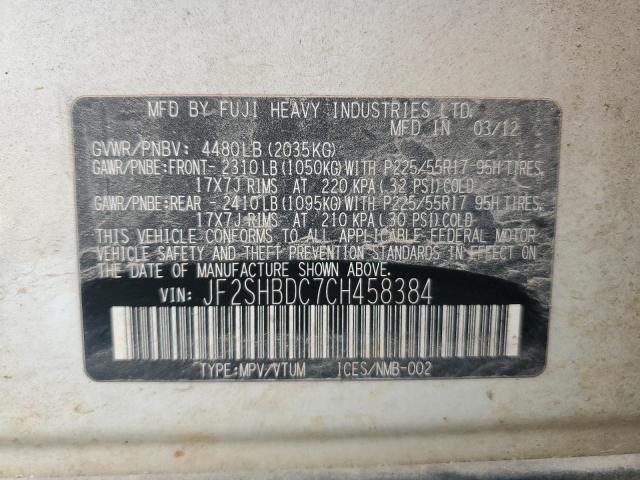 MFD BY FUJI HEAVY INDUSTRIES LTD.
MFD IN 03/12
GVWR/PNBV: 4480LB(2035KG)
GAWR/PNBE:FRONT-2310LB(1050KG)WITH P225/55R17 95H TIRES
17X7J RIMS AT 220 KPA(32 PSI)COLD
GAWR/PNBE:REAR -2410LB(1095KG)WITH P225/55R17 95H TIRES,
17X7J RIMS AT 210 KPA(30 PSI)COLD
THIS VEHICLE CONFORMS TO ALL APPLICABLE FEDERAL MOTOR
VEHICLE SAFETY AND THEFT PREVENTION STANDARDS IN EFFECT ON
THE DATE OF MANUFACTURE SHOWN ABOVE.
VIN: JF2SHBDC7CH458384
TYPE:MPV/VTUM ICES/NMB-002